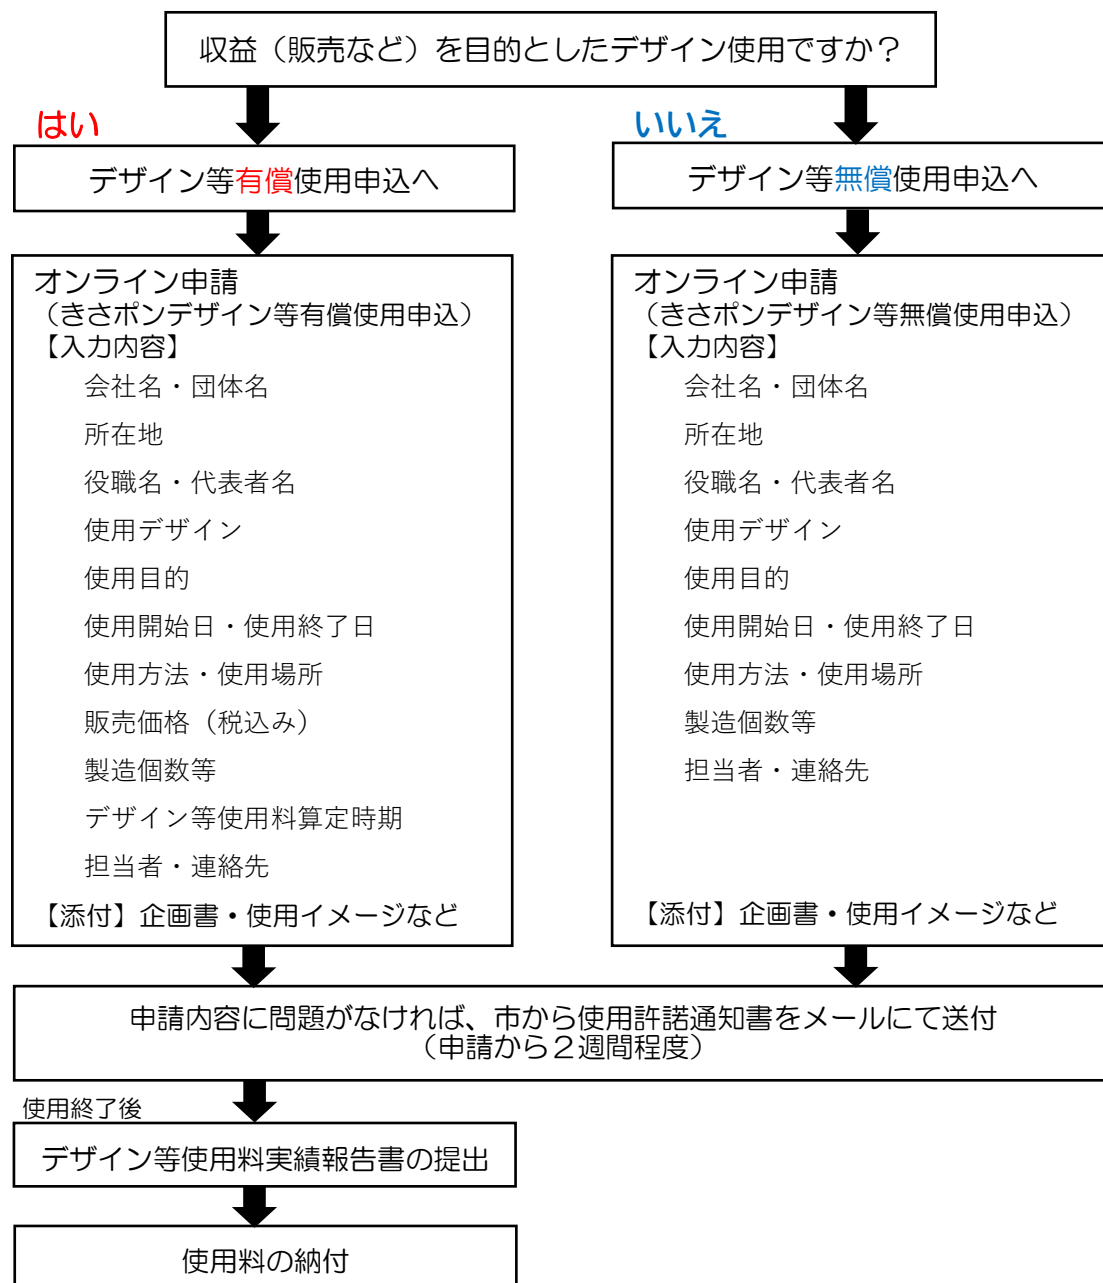 収益（販売など）を目的としたデザイン使用ですか？
はい
デザイン等有償使用申込へ
オンライン申請
（きさポンデザイン等有償使用申込）
【入力内容】
会社名・団体名
所在地
役職名・代表者名
使用デザイン
使用目的
使用開始日・使用終了日
使用方法・使用場所
販売価格（税込み）
製造個数等
デザイン等使用料算定時期
担当者・連絡先
【添付】企画書・使用イメージなど
いいえ
デザイン等無償使用申込へ
オンライン申請
（きさポンデザイン等無償使用申込）
【入力内容】
会社名・団体名
所在地
役職名・代表者名
使用デザイン
使用目的
使用開始日・使用終了日
使用方法・使用場所
製造個数等
担当者・連絡先
【添付】企画書・使用イメージなど
申請内容に問題がなければ、市から使用許諾通知書をメールにて送付
（申請から２週間程度）
使用終了後
デザイン等使用料実績報告書の提出
使用料の納付